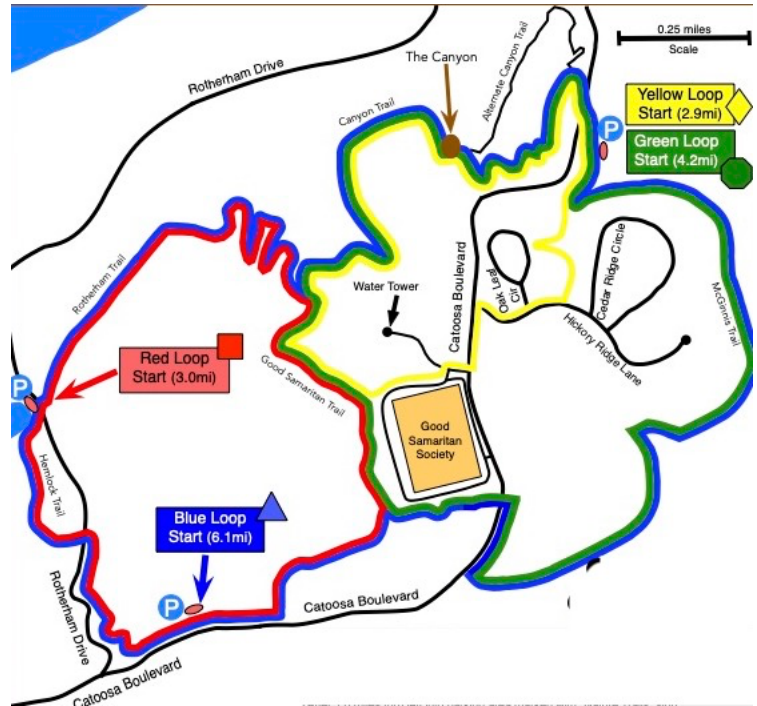 0.25 miles
Scale
Rotherham Drive
The Canyon
Alternate Canyon Trail
Canyon Trail
Yellow Loop
Start (2.9mi)
P
Green Loop
Start (4.2mi)
Rotherham Trail
Water Tower
Catoosa Boulevard
Oak Leaf
Cir
Cedar Ridge Circle
McGinnis Trail
Hickory Ridge Lane
Red Loop
Start (3.0mi)
P
Good Samaritan Trail
Good
Samaritan
Society
Hemlock Trail
Blue Loop
Start (6.1mi)
P
Rotherham Drive
Catoosa Boulevard
Catoosa Boulevard